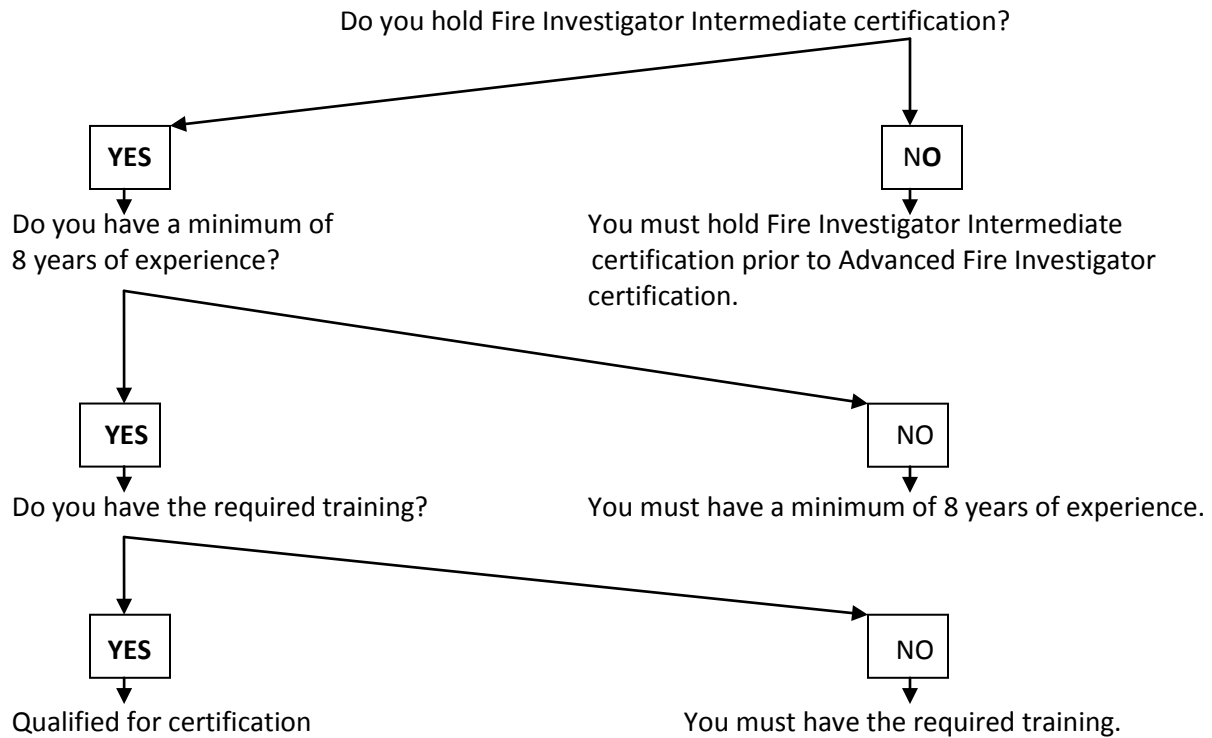 Do you hold Fire Investigator Intermediate certification?
YES
NO
Do you have a minimum of
8 years of experience?
You must hold Fire Investigator Intermediate
certification prior to Advanced Fire Investigator
certification.
YES
NO
Do you have the required training?
You must have a minimum of 8 years of experience.
YES
NO
Qualified for certification
You must have the required training.